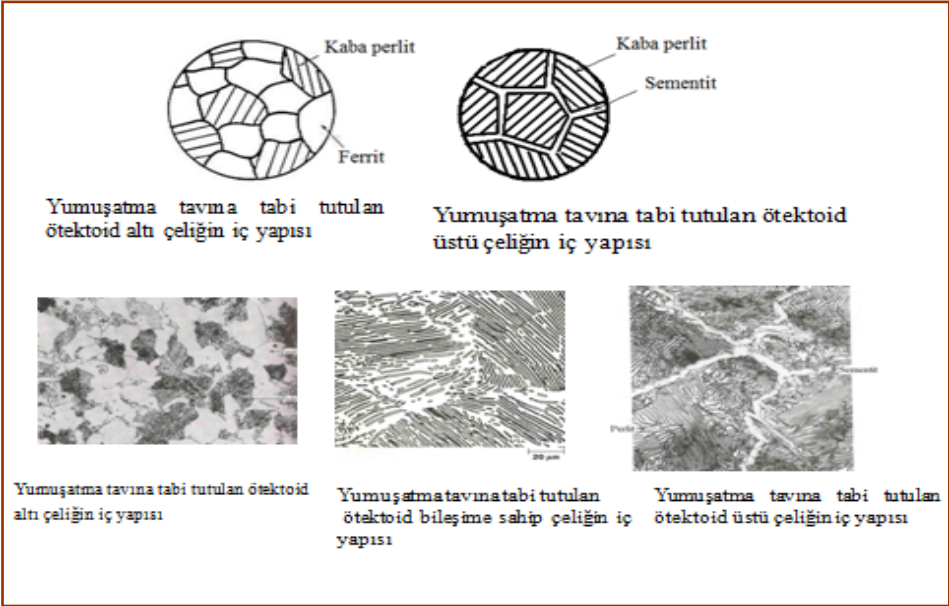 Kaba perlit
Ferrit
Yumuşatma tavına tabi tutulan
ötektoid altı çeliğin iç yapısı
Kaba perlit
Sementit
Yumuşatma tavına tabi tutulan ötektoid
üstü çeliğin iç yapısı
20 µm
Sementit
Perlit
Yumuşatma tavına tabi tutulan ötektoid
altı çeliğin iç yapısı
Yumuşatma tavına tabi tutulan
ötektoid bileşime sahip çeliğin iç
yapısı
Yumuşatma tavına tabi tutulan
ötektoid üstü çeliğin iç yapısı